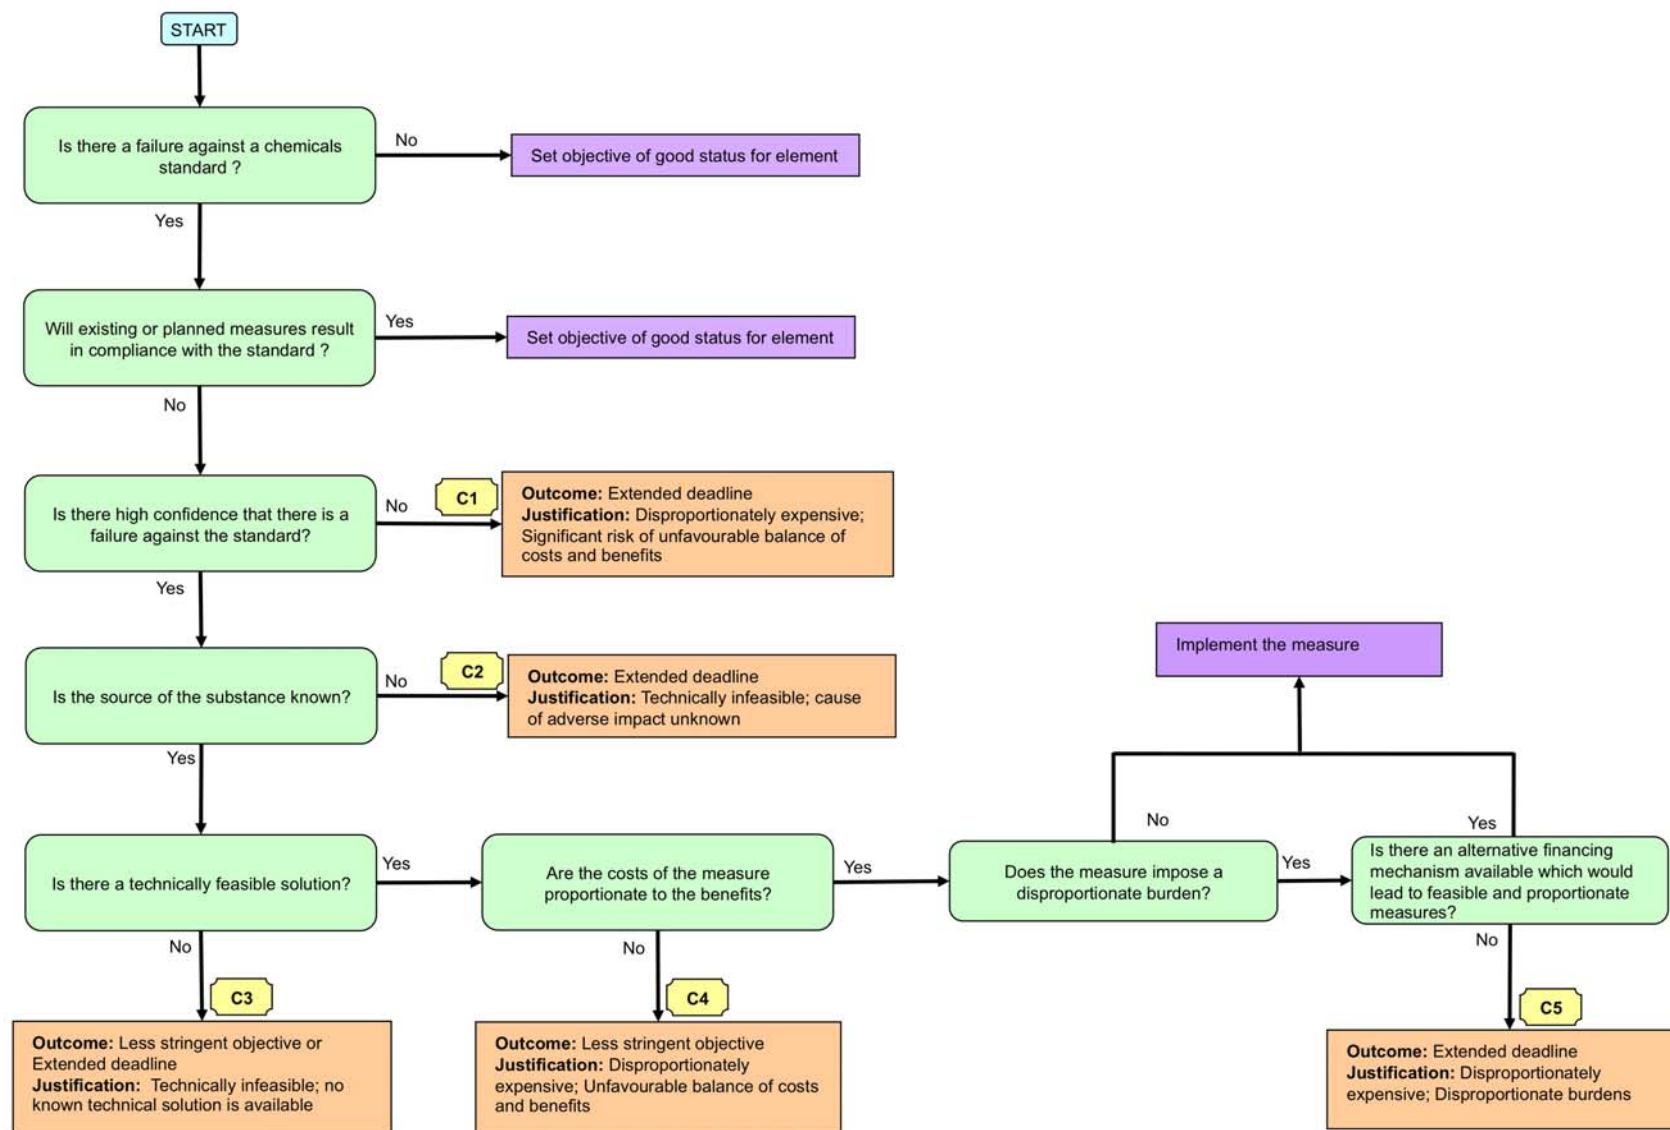 START
Is there a failure against a chemicals
standard ?
No
Set objective of good status for element
Yes
Will existing or planned measures result
in compliance with the standard ?
Yes
Set objective of good status for element
No
Is there high confidence that there is a
failure against the standard?
No
C1
Outcome: Extended deadline
Justification: Disproportionately expensive;
Significant risk of unfavourable balance of
costs and benefits
Yes
Is the source of the substance known?
No
C2
Outcome: Extended deadline
Justification: Technically infeasible; cause
of adverse impact unknown
Implement the measure
Yes
Is there a technically feasible solution?
Yes
Are the costs of the measure
proportionate to the benefits?
Yes
Does the measure impose a
disproportionate burden?
No
Yes
Is there an alternative financing
mechanism available which would
lead to feasible and proportionate
measures?
Yes
No
C3
Outcome: Less stringent objective or
Extended deadline
Justification: Technically infeasible; no
known technical solution is available
No
C4
Outcome: Less stringent objective
Justification: Disproportionately
expensive; Unfavourable balance of costs
and benefits
No
C5
Outcome: Extended deadline
Justification: Disproportionately
expensive; Disproportionate burdens